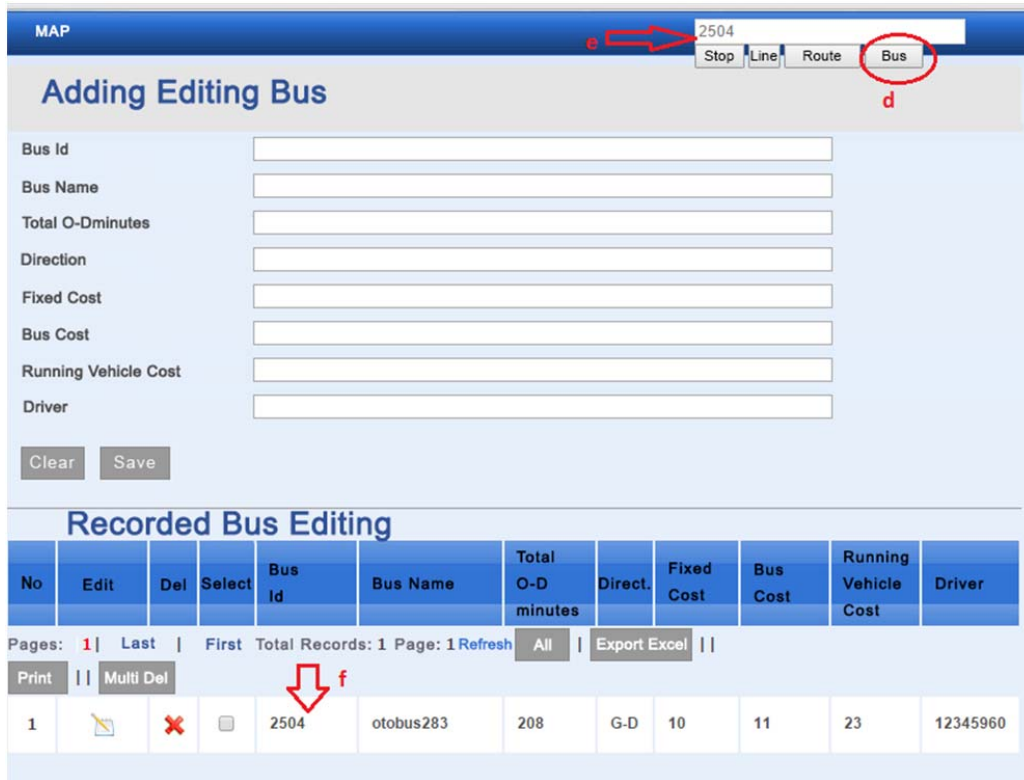 MAP
2504
e
Stop Line Route Bus
d
Adding Editing Bus
Bus Id
Bus Name
Total O-Dminutes
Direction
Fixed Cost
Bus Cost
Running Vehicle Cost
Driver
Clear Save
Recorded Bus Editing
No Edit Del Select Bus Id Bus Name Total O-D minutes Direct. Fixed Cost Bus Cost Running Vehicle Cost Driver
Pages: 1| Last | First Total Records: 1 Page: 1 Refresh All | Export Excel ||
Print || Multi Del
f
1 2504 otobus283 208 G-D 10 11 23 12345960